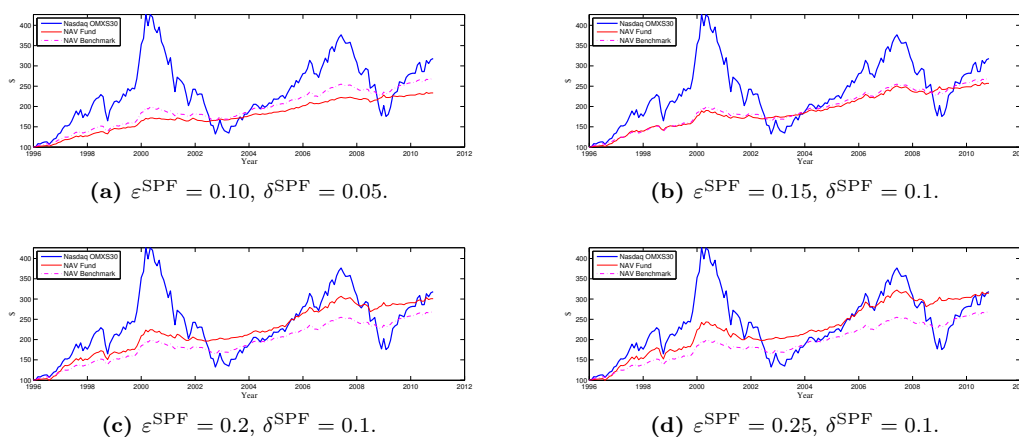 400
350
300
250
200
150
100
$
Nasdaq OMXS30
NAV Fund
NAV Benchmark
1996 1998 2000 2002 2004 2006 2008 2010 2012
Year
(a) εSPF = 0.10, δSPF = 0.05.
400
350
300
250
200
150
100
$
Nasdaq OMXS30
NAV Fund
NAV Benchmark
1996 1998 2000 2002 2004 2006 2008 2010 201
Year
(b) εSPF = 0.15, δSPF = 0.1.
400
350
300
250
200
150
100
$
Nasdaq OMXS30
NAV Fund
NAV Benchmark
1996 1998 2000 2002 2004 2006 2008 2010 2012
Year
(c) εSPF = 0.2, δSPF = 0.1.
400
350
300
250
200
150
100
$
Nasdaq OMXS30
NAV Fund
NAV Benchmark
1996 1998 2000 2002 2004 2006 2008 2010 201
Year
(d) εSPF = 0.25, δSPF = 0.1.